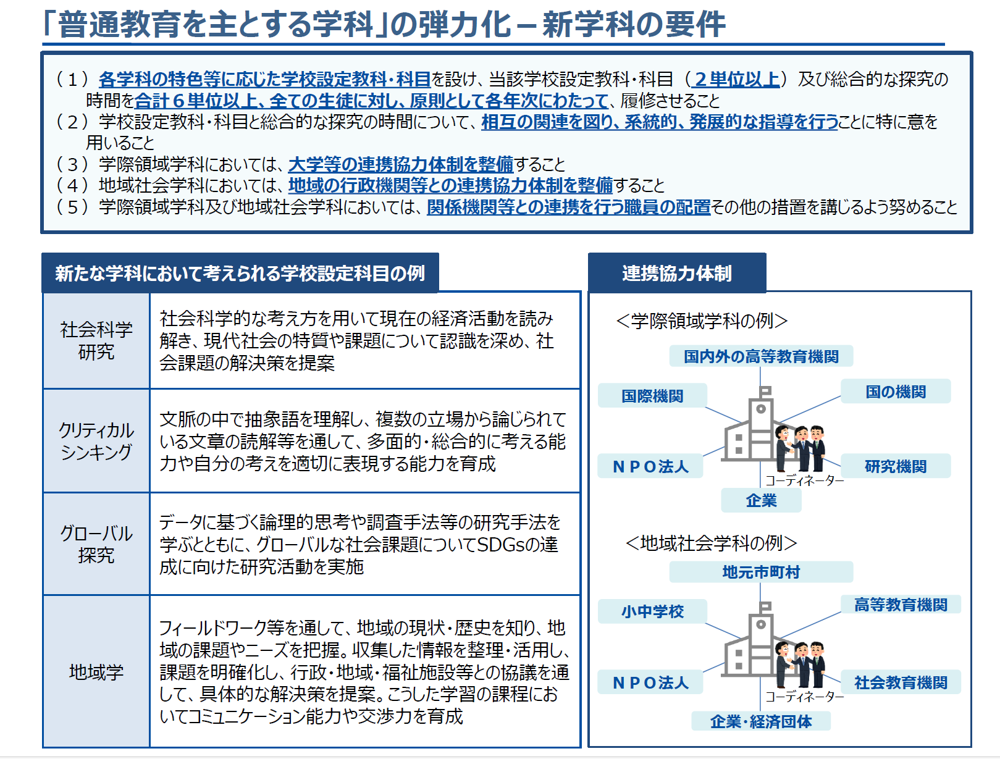 「普通教育を主とする学科」の弾力化－新学科の要件
（１）各学科の特色等に応じた学校設定教科・科目を設け、当該学校設定教科・科目（２単位以上）及び総合的な探究の
時間を合計６単位以上、全ての生徒に対し、原則として各年次にわたって、履修させること
（２）学校設定教科・科目と総合的な探究の時間について、相互の関連を図り、系統的、発展的な指導を行うことに特に意を
用いること
（３）学際領域学科においては、大学等の連携協力体制を整備すること
（４）地域社会学科においては、地域の行政機関等との連携協力体制を整備すること
（５）学際領域学科及び地域社会学科においては、関係機関等との連携を行う職員の配置その他の措置を講じるよう努めること
新たな学科において考えられる学校設定科目の例
社会科学
研究
社会科学的な考え方を用いて現在の経済活動を読み
解き、現代社会の特質や課題について認識を深め、社
会課題の解決策を提案
クリティカル
シンキング
文脈の中で抽象語を理解し、複数の立場から論じられて
いる文章の読解等を通して、多面的・総合的に考える能
力や自分の考えを適切に表現する能力を育成
グローバル
探究
データに基づく論理的思考や調査手法等の研究手法を
学ぶとともに、グローバルな社会課題についてSDGsの達
成に向けた研究活動を実施
地域学
フィールドワーク等を通して、地域の現状・歴史を知り、地
域の課題やニーズを把握。収集した情報を整理・活用し、
課題を明確化し、行政・地域・福祉施設等との協議を通
して、具体的な解決策を提案。こうした学習の課程にお
いてコミュニケーション能力や交渉力を育成
連携協力体制
＜学際領域学科の例＞
国内外の高等教育機関
国際機関
国の機関
ＮＰＯ法人
研究機関
コーディネーター
企業
＜地域社会学科の例＞
地元市町村
小中学校
高等教育機関
ＮＰＯ法人
社会教育機関
コーディネーター
企業・経済団体